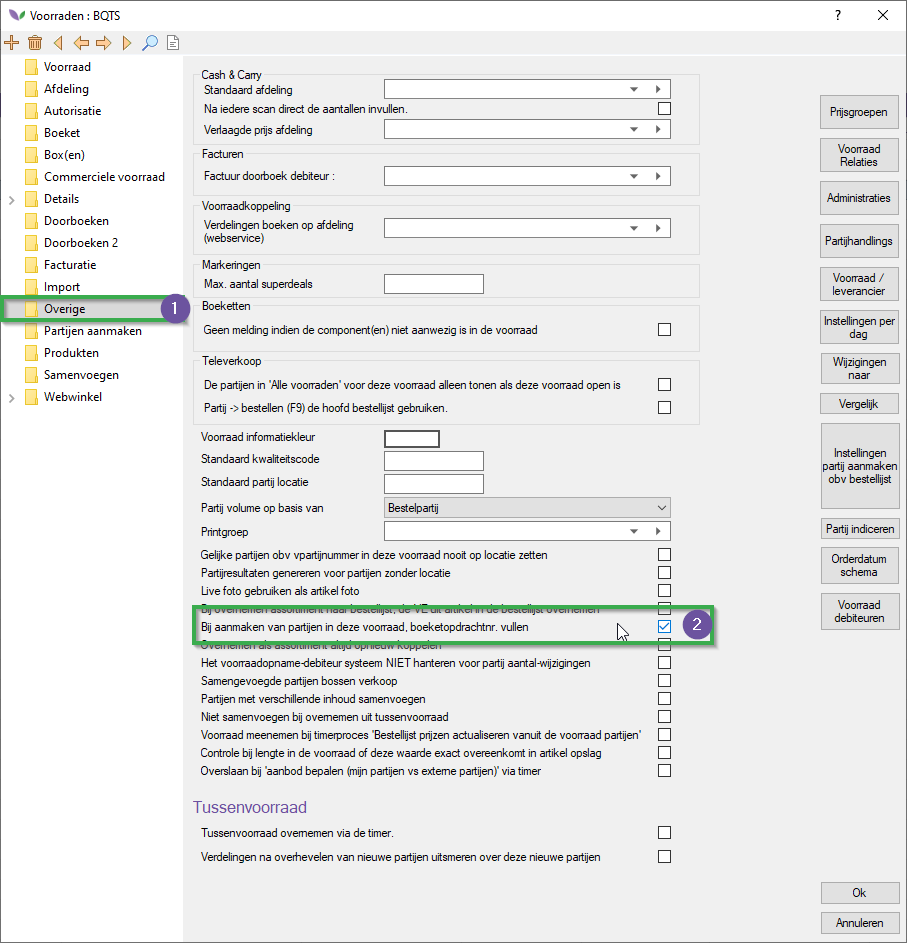 Voorraden : BQTS
?
Voorraad
Afdeling
Autorisatie
Boeket
Box(en)
Commerciele voorraad
Details
Doorboeken
Doorboeken 2
Facturatie
Import
Overige
1
Partijen aanmaken
Produkten
Samenvoegen
Webwinkel
Cash & Carry
Standaard afdeling
Na iedere scan direct de aantallen invullen.
Verlaagde prijs afdeling
Facturen
Factuur doorboek debiteur :
Voorraadkoppeling
Verdelingen boeken op afdeling
(webservice)
Markeringen
Max. aantal superdeals
Boeketten
Geen melding indien de component(en) niet aanwezig is in de voorraad
Televerkoop
De partijen in 'Alle voorraden' voor deze voorraad alleen tonen als deze voorraad open is
Partij -> bestellen (F9) de hoofd bestellijst gebruiken.
Voorraad informatiekleur
Standaard kwaliteitscode
Standaard partij locatie
Partij volume op basis van
Bestelpartij
Printgroep
Gelijke partijen obv vpartijnummer in deze voorraad nooit op locatie zetten
Partijresultaten genereren voor partijen zonder locatie
Live foto gebruiken als artikel foto
Bij overnemen assortiment naar bestellijst, de VE uit artikel in de bestellijst overnemen
Bij aanmaken van partijen in deze voorraad, boeketopdrachtnr. vullen
2
Overnemen als assortiment altijd opnieuw koppelen
Het voorraadopname-debiteur systeem NIET hanteren voor partij aantal-wijzigingen
Samengevoegde partijen bossen verkoop
Partijen met verschillende inhoud samenvoegen
Niet samenvoegen bij overnemen uit tussenvoorraad
Voorraad meenemen bij timerproces 'Bestellijst prijzen actualiseren vanuit de voorraad partijen'
Controle bij lengte in de voorraad of deze waarde exact overeenkomt in artikel opslag
Overslaan bij 'aanbod bepalen (mijn partijen vs externe partijen)' via timer
Tussenvoorraad
Tussenvoorraad overnemen via de timer.
Verdelingen na overhevelen van nieuwe partijen uitsmeren over deze nieuwe partijen
Prijsgroepen
Voorraad
Relaties
Administraties
Partijhandlings
Voorraad /
leverancier
Instellingen per
dag
Wijzigingen
naar
Vergelijk
Instellingen
partij aanmaken
obv bestellijst
Partij indiceren
Orderdatum
schema
Voorraad
debiteuren
Ok
Annuleren